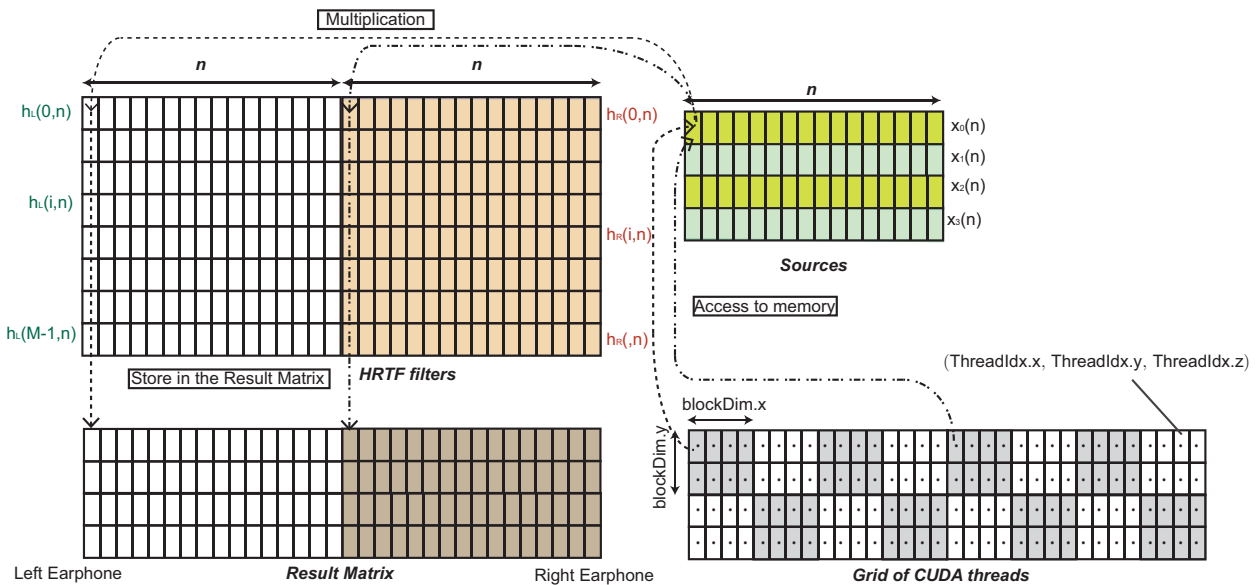 Multiplication
n
n
n
hL(0,n)
hR(0,n)
x0(n)
x1(n)
hL(i,n)
x2(n)
x3(n)
hR(i,n)
Sources
Access to memory
hL(M-1,n)
hR(,n)
Store in the Result Matrix
HRTF filters
(ThreadIdx.x, ThreadIdx.y, ThreadIdx.z)
blockDim.x
blockDim.y
Left Earphone
Result Matrix
Right Earphone
Grid of CUDA threads